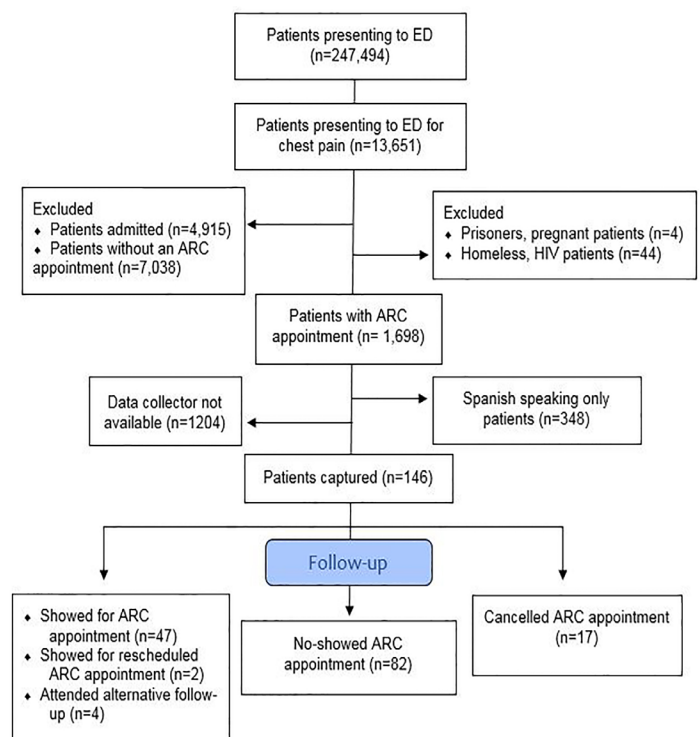 Patients presenting to ED
(n=247,494)
Patients presenting to ED for
chest pain (n=13,651)
Excluded
♦ Patients admitted (n=4,915)
♦ Patients without an ARC
appointment (n=7,038)
Excluded
♦ Prisoners, pregnant patients (n=4)
♦ Homeless, HIV patients (n=44)
Patients with ARC
appointment (n= 1,698)
Data collector not
available (n=1204)
Spanish speaking only
patients (n=348)
Patients captured (n=146)
Follow-up
♦ Showed for ARC
appointment (n=47)
♦ Showed for rescheduled
ARC appointment (n=2)
♦ Attended alternative follow-
up (n=4)
No-showed ARC
appointment (n=82)
Cancelled ARC appointment
(n=17)